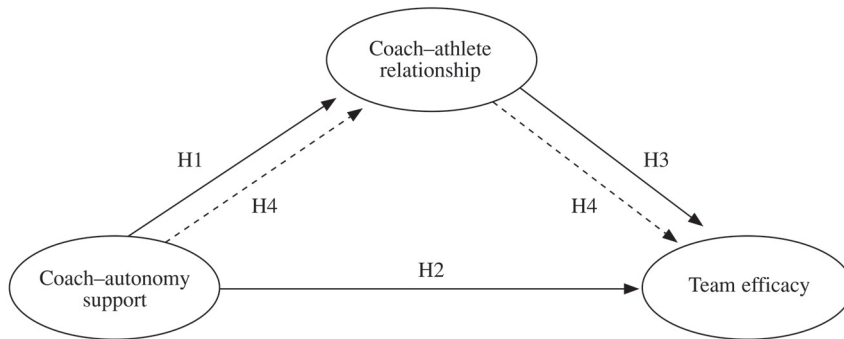 Coach–athlete
relationship
H1
H3
H4
H4
Coach–autonomy
support
H2
Team efficacy